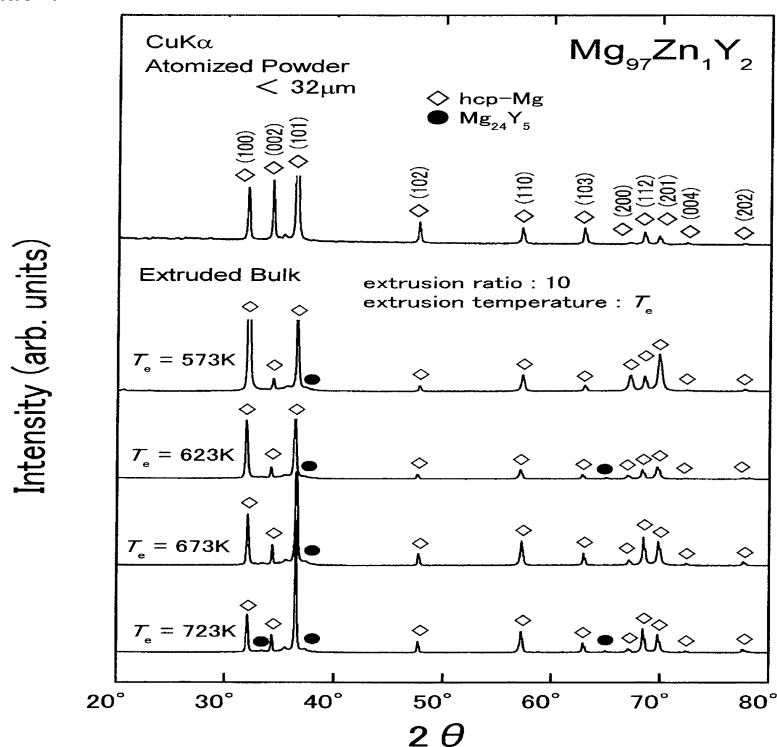 CuKα
Mg97Zn1Y2
Atomized Powder
< 32μm
◇ hcp-Mg
● Mg24Y5
(100) (002) (101) (102) (110) (103) (200) (112) (201) (004) (202)
Extruded Bulk
extrusion ratio : 10
extrusion temperature : Te
Te = 573K
Te = 623K
Te = 673K
Te = 723K
Intensity (arb. units)
20° 30° 40° 50° 60° 70° 80°
2 θ